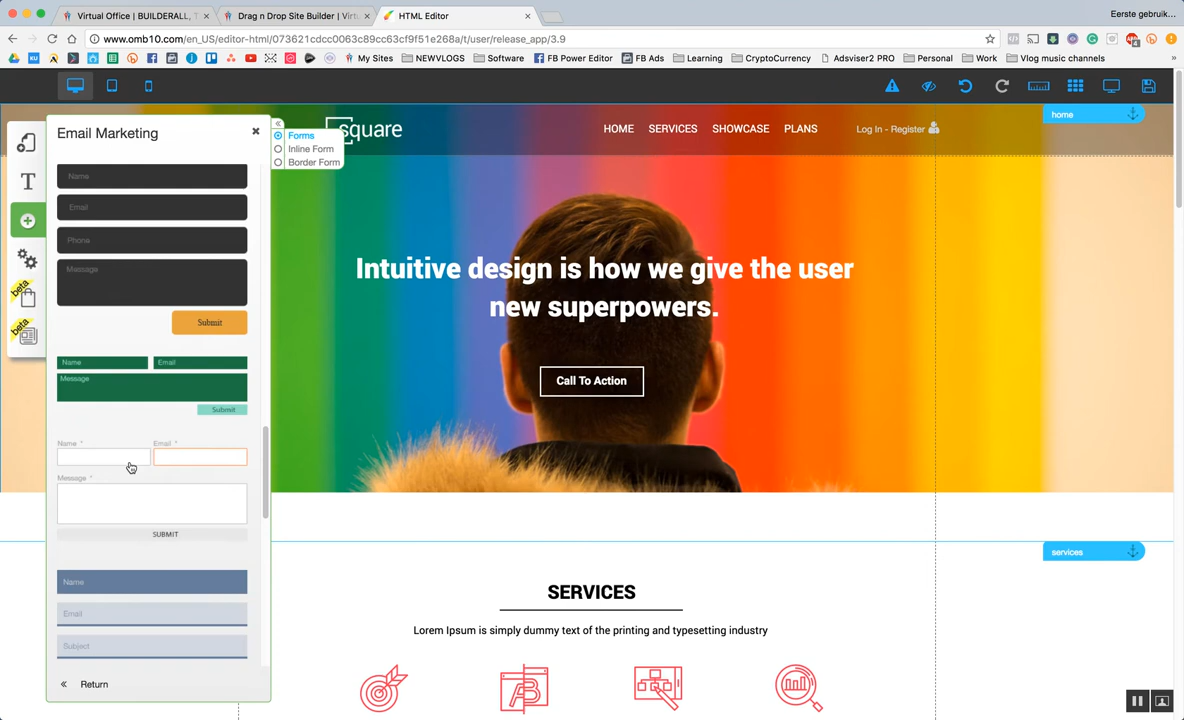 Virtual Office | BUILDERALL, T
Drag n Drop Site Builder | Virtu
HTML Editor
Eerste gebruik...
www.omb10.com/en_US/editor-html/073621cdcc0063c89cc63cf9f51e268a/t/user/release_app/3.9
My Sites
NEWVLOGS
Software
FB Power Editor
FB Ads
Learning
CryptoCurrency
Adsviser2 PRO
Personal
Work
Vlog music channels
»
Email Marketing
Forms
Inline Form
Border Form
square
HOME
SERVICES
SHOWCASE
PLANS
Log In - Register
home
Name
Email
Phone
Message
Submit
Name
Email
Message
Submit
Name *
Email *
Message *
SUBMIT
Name
Email
Subject
« Return
beta
beta
Intuitive design is how we give the user
new superpowers.
Call To Action
services
SERVICES
Lorem Ipsum is simply dummy text of the printing and typesetting industry